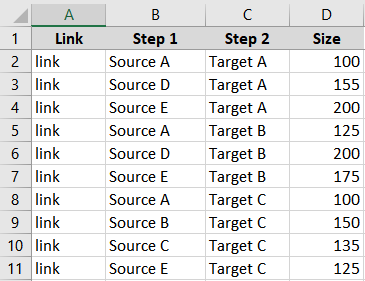 A B C D
1 Link Step 1 Step 2 Size
2 link Source A Target A 100
3 link Source D Target A 155
4 link Source E Target A 200
5 link Source A Target B 125
6 link Source D Target B 200
7 link Source E Target B 175
8 link Source A Target C 100
9 link Source B Target C 150
10 link Source C Target C 135
11 link Source E Target C 125